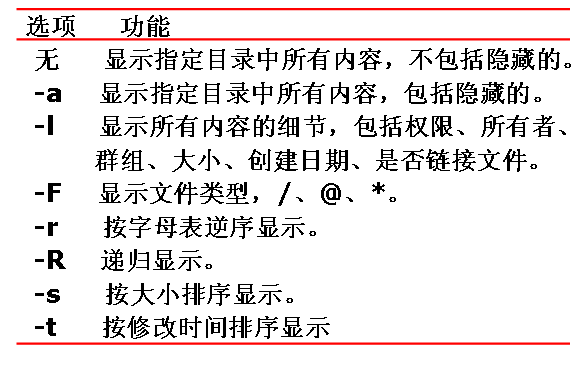 选项 功能
无 显示指定目录中所有内容，不包括隐藏的。
-a 显示指定目录中所有内容，包括隐藏的。
-l 显示所有内容的细节，包括权限、所有者、
群组、大小、创建日期、是否链接文件。
-F 显示文件类型，/、@、*。
-r 按字母表逆序显示。
-R 递归显示。
-s 按大小排序显示。
-t 按修改时间排序显示